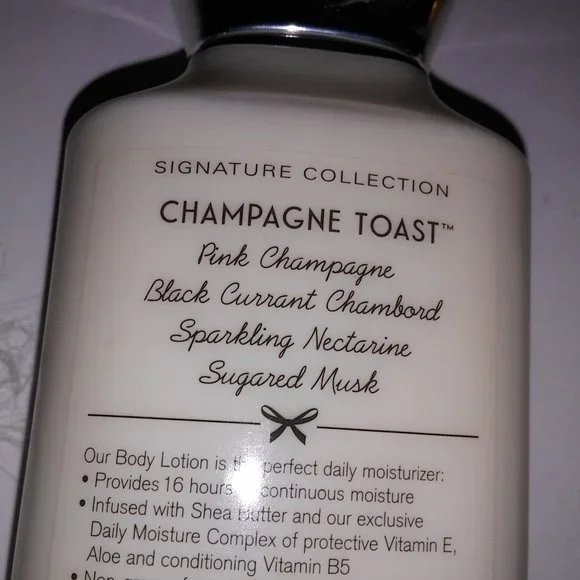 SIGNATURE COLLECTION
CHAMPAGNE TOAST™
Pink Champagne
Black Currant Chambord
Sparkling Nectarine
Sugared Musk
Our Body Lotion is the perfect daily moisturizer:
• Provides 16 hours continuous moisture
• Infused with Shea Butter and our exclusive
Daily Moisture Complex of protective Vitamin E,
Aloe and conditioning Vitamin B5